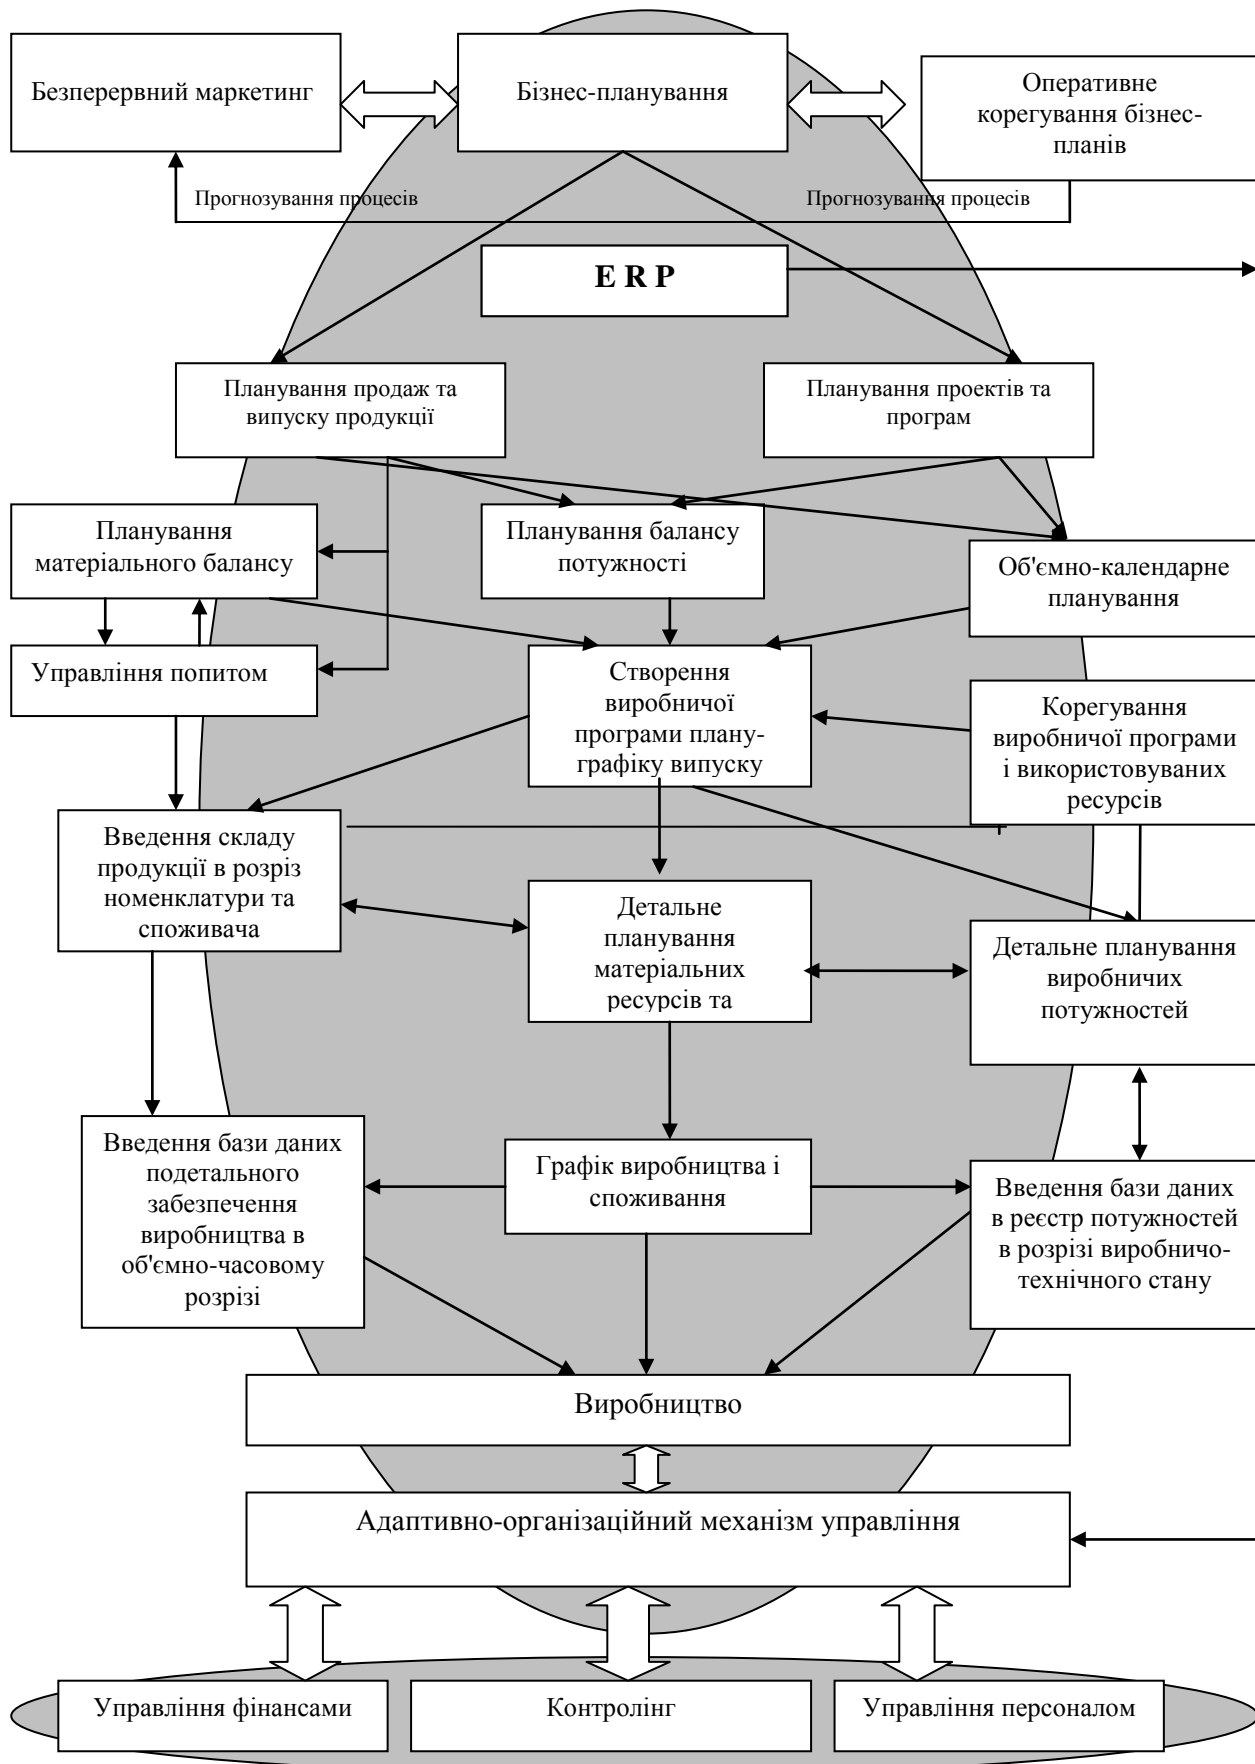 Безперервний маркетинг
Бізнес-планування
Оперативне
корегування бізнес-
планів
Прогнозування процесів
Прогнозування процесів
E R P
Планування продаж та
випуску продукції
Планування проектів та
програм
Планування
матеріального балансу
Планування балансу
потужності
Об'ємно-календарне
планування
Управління попитом
Створення
виробничої
програми плану-
графіку випуску
Корегування
виробничої програми
і використовуваних
ресурсів
Введення складу
продукції в розріз
номенклатури та
споживача
Детальне
планування
матеріальних
ресурсів та
Детальне планування
виробничих
потужностей
Введення бази даних
подетального
забезпечення
виробництва в
об'ємно-часовому
розрізі
Графік виробництва і
споживання
Введення бази даних
в реєстр потужностей
в розрізі виробничо-
технічного стану
Виробництво
Адаптивно-організаційний механізм управління
Управління фінансами
Контролінг
Управління персоналом